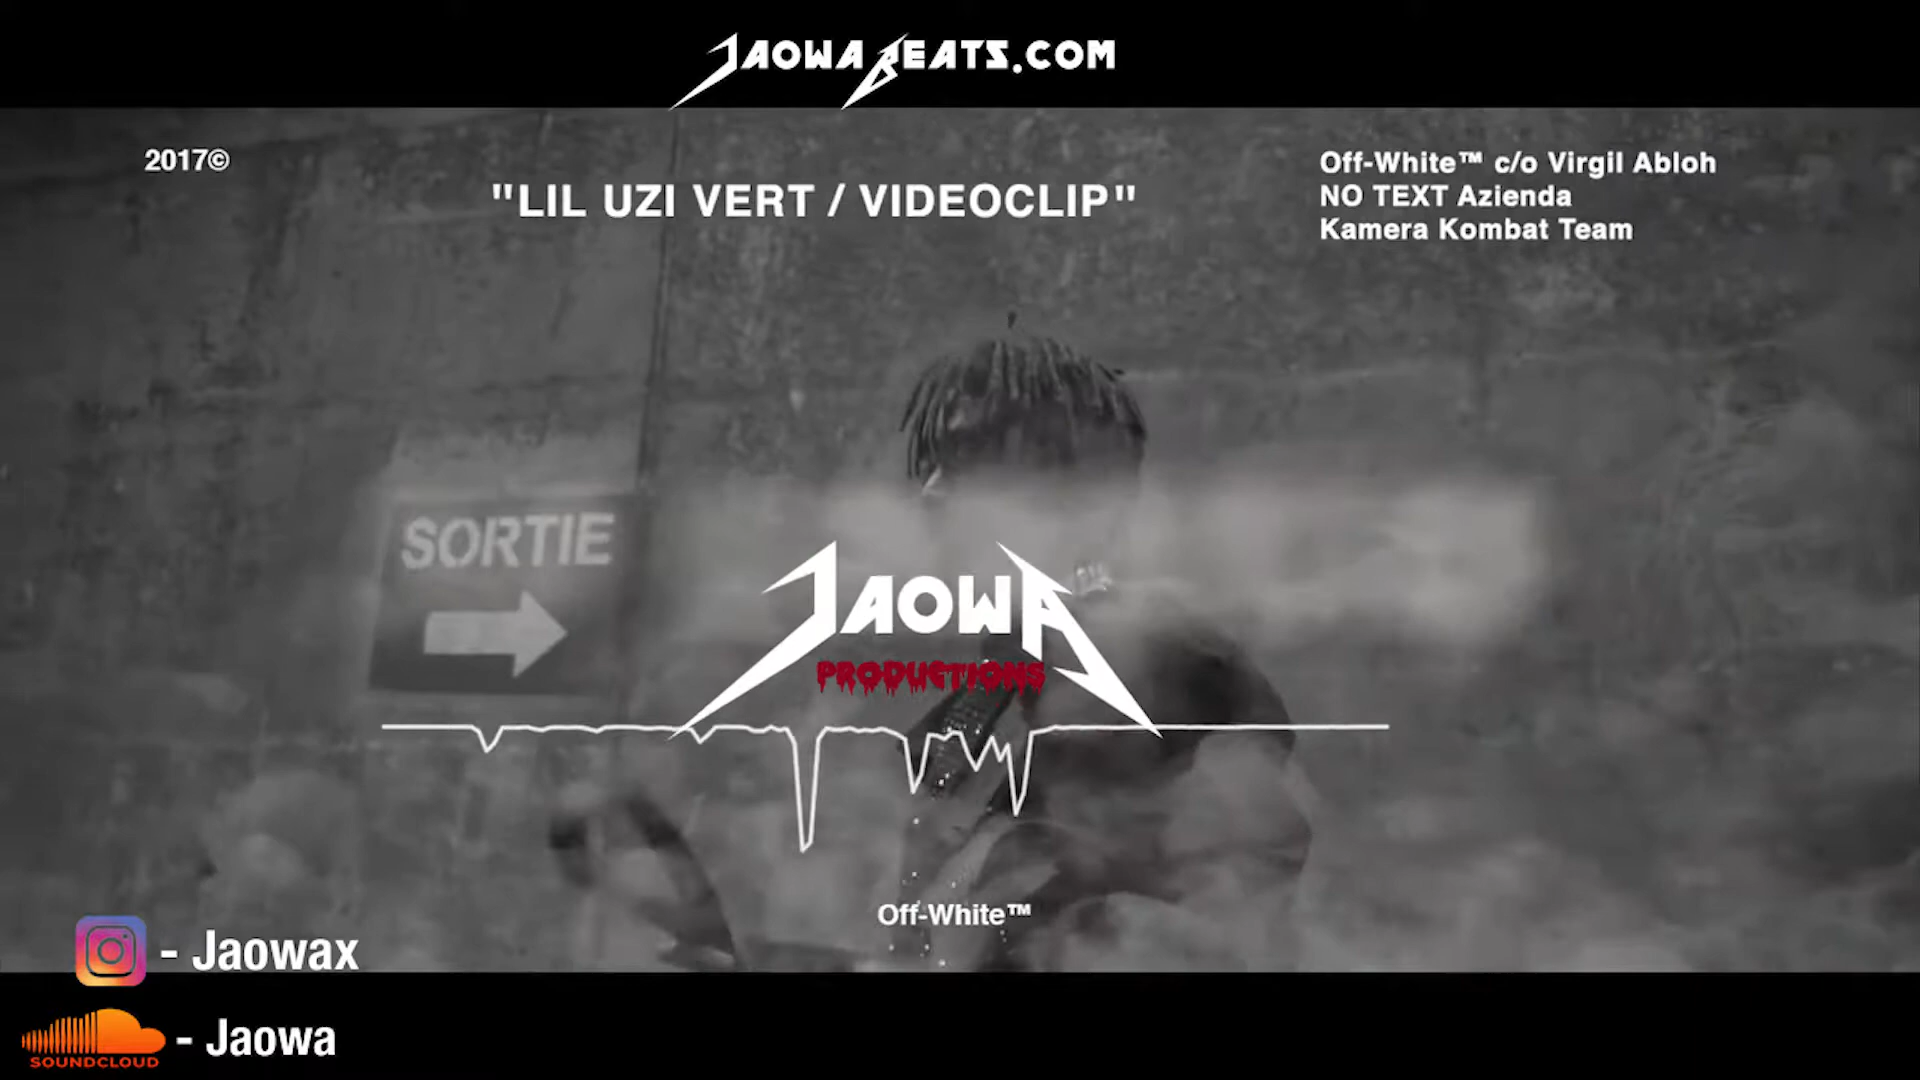 JAOWABEATS.COM
2017©
"LIL UZI VERT / VIDEOCLIP"
Off-White™ c/o Virgil Abloh
NO TEXT Azienda
Kamera Kombat Team
SORTIE
JAOWA
PRODUCTIONS
Off-White™
- Jaowax
SOUNDCLOUD
- Jaowa